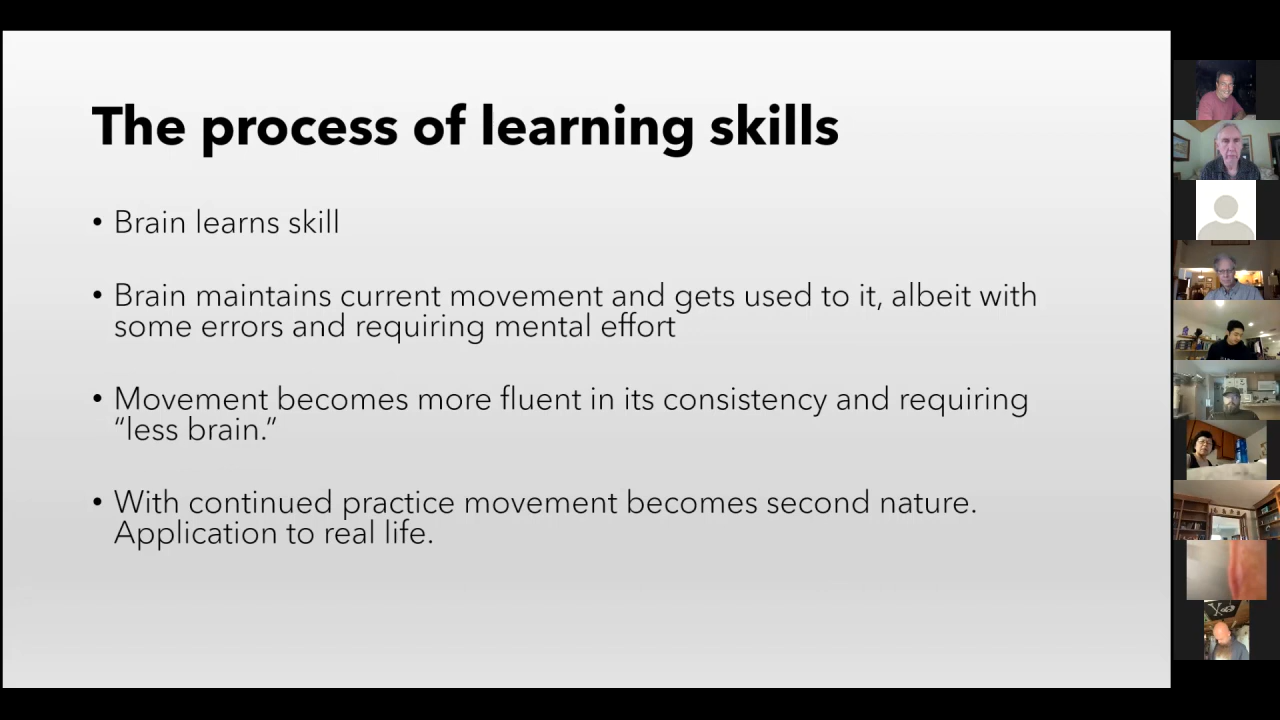 The process of learning skills
• Brain learns skill
• Brain maintains current movement and gets used to it, albeit with
some errors and requiring mental effort
• Movement becomes more fluent in its consistency and requiring
“less brain.”
• With continued practice movement becomes second nature.
Application to real life.